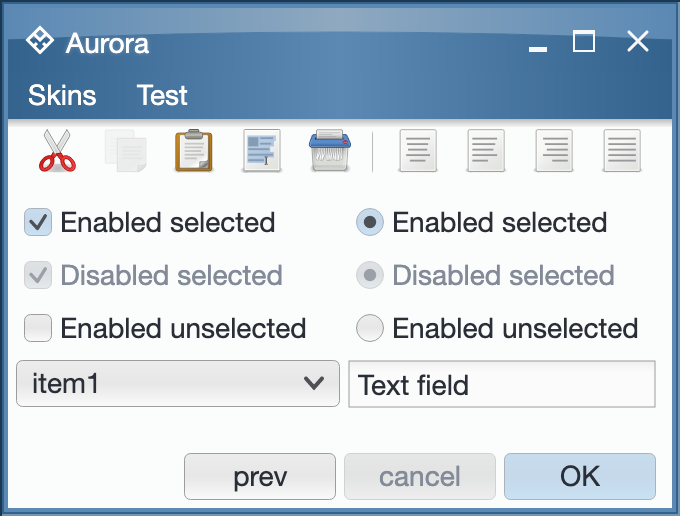 Aurora
Skins Test
Enabled selected Enabled selected
Disabled selected Disabled selected
Enabled unselected Enabled unselected
item1 Text field
prev cancel OK